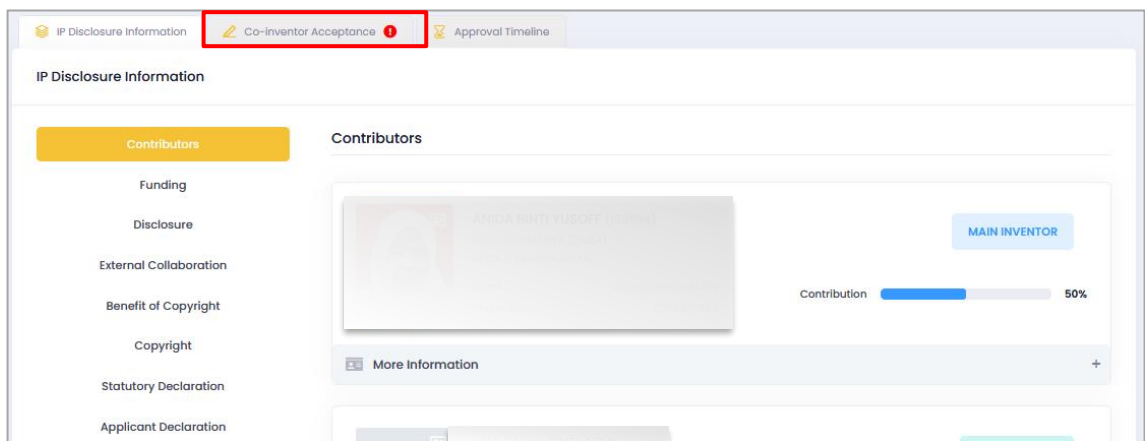 IP Disclosure Information
Co-inventor Acceptance !
Approval Timeline
IP Disclosure Information
Contributors
Funding
Disclosure
External Collaboration
Benefit of Copyright
Copyright
Statutory Declaration
Applicant Declaration
Contributors
MAIN INVENTOR
Contribution 50%
More Information +